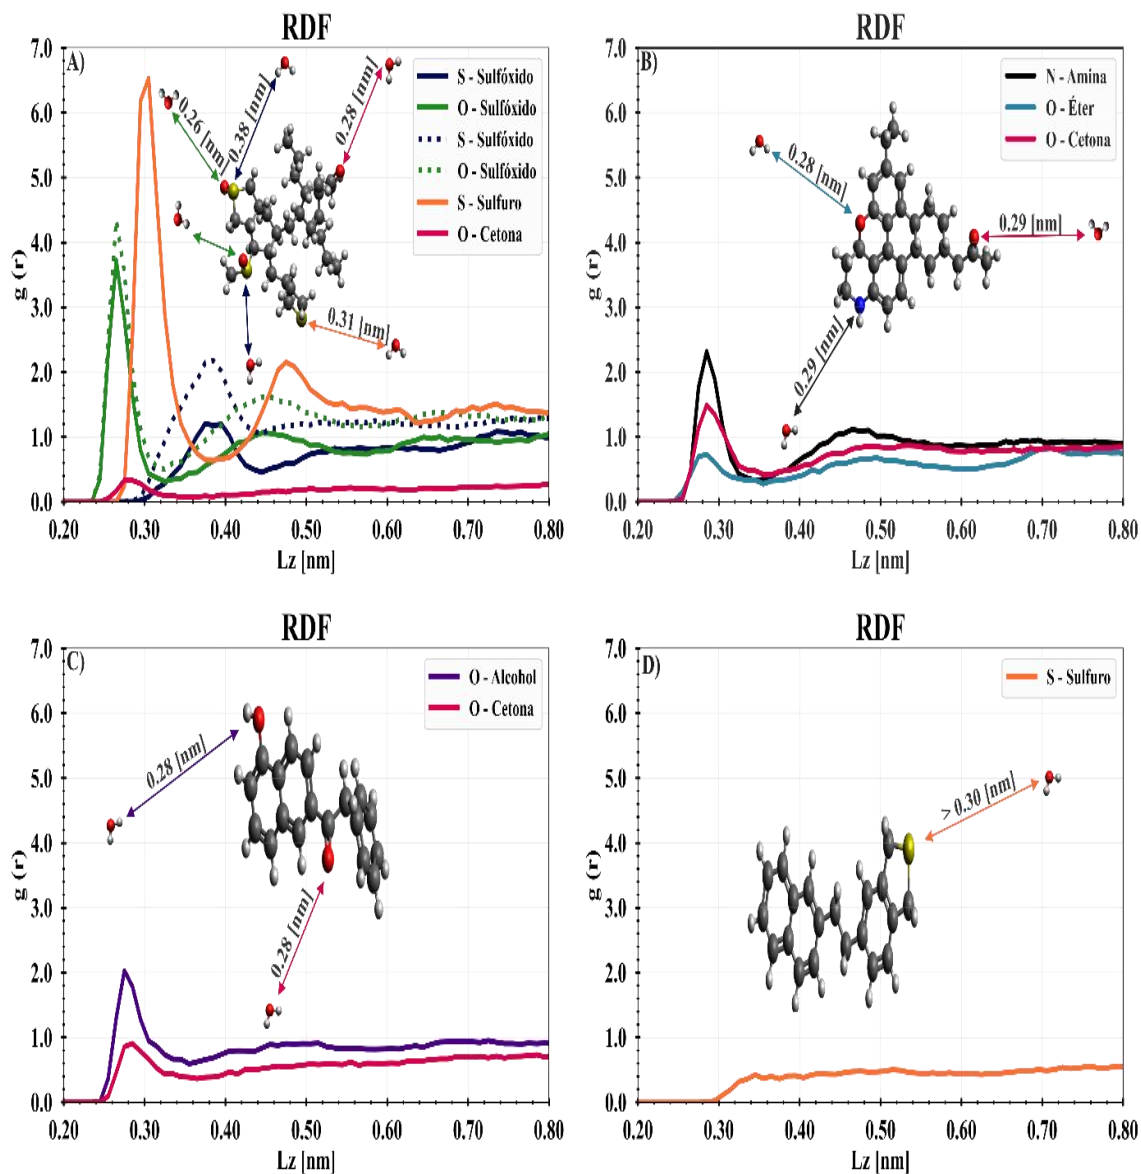 RDF
A)
7.0
6.0
5.0
4.0
3.0
2.0
1.0
0.0
g (r)
S - Sulfóxido
O - Sulfóxido
S - Sulfóxido
O - Sulfóxido
S - Sulfuro
O - Cetona
0.26 [nm]
0.38 [nm]
0.28 [nm]
0.31 [nm]
0.20 0.30 0.40 0.50 0.60 0.70 0.80
Lz [nm]
RDF
B)
7.0
6.0
5.0
4.0
3.0
2.0
1.0
0.0
g (r)
N - Amina
O - Éter
O - Cetona
0.28 [nm]
0.29 [nm]
0.29 [nm]
0.20 0.30 0.40 0.50 0.60 0.70 0.80
Lz [nm]
RDF
C)
7.0
6.0
5.0
4.0
3.0
2.0
1.0
0.0
g (r)
O - Alcohol
O - Cetona
0.28 [nm]
0.28 [nm]
0.20 0.30 0.40 0.50 0.60 0.70 0.80
Lz [nm]
RDF
D)
7.0
6.0
5.0
4.0
3.0
2.0
1.0
0.0
g (r)
S - Sulfuro
> 0.30 [nm]
0.20 0.30 0.40 0.50 0.60 0.70 0.80
Lz [nm]